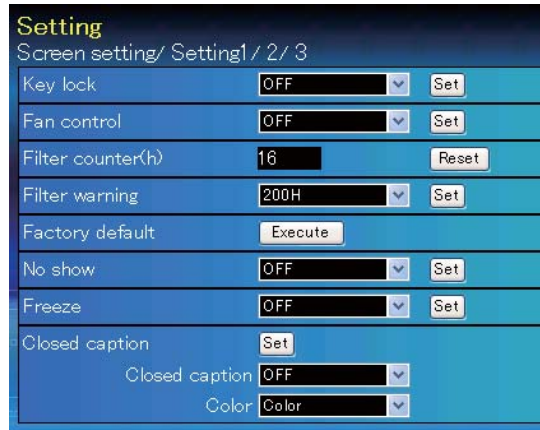 Setting
Screen setting/ Setting1/ 2/ 3
Key lock OFF Set
Fan control OFF Set
Filter counter(h) 16 Reset
Filter warning 200H Set
Factory default Execute
No show OFF Set
Freeze OFF Set
Closed caption Set
Closed caption OFF
Color Color